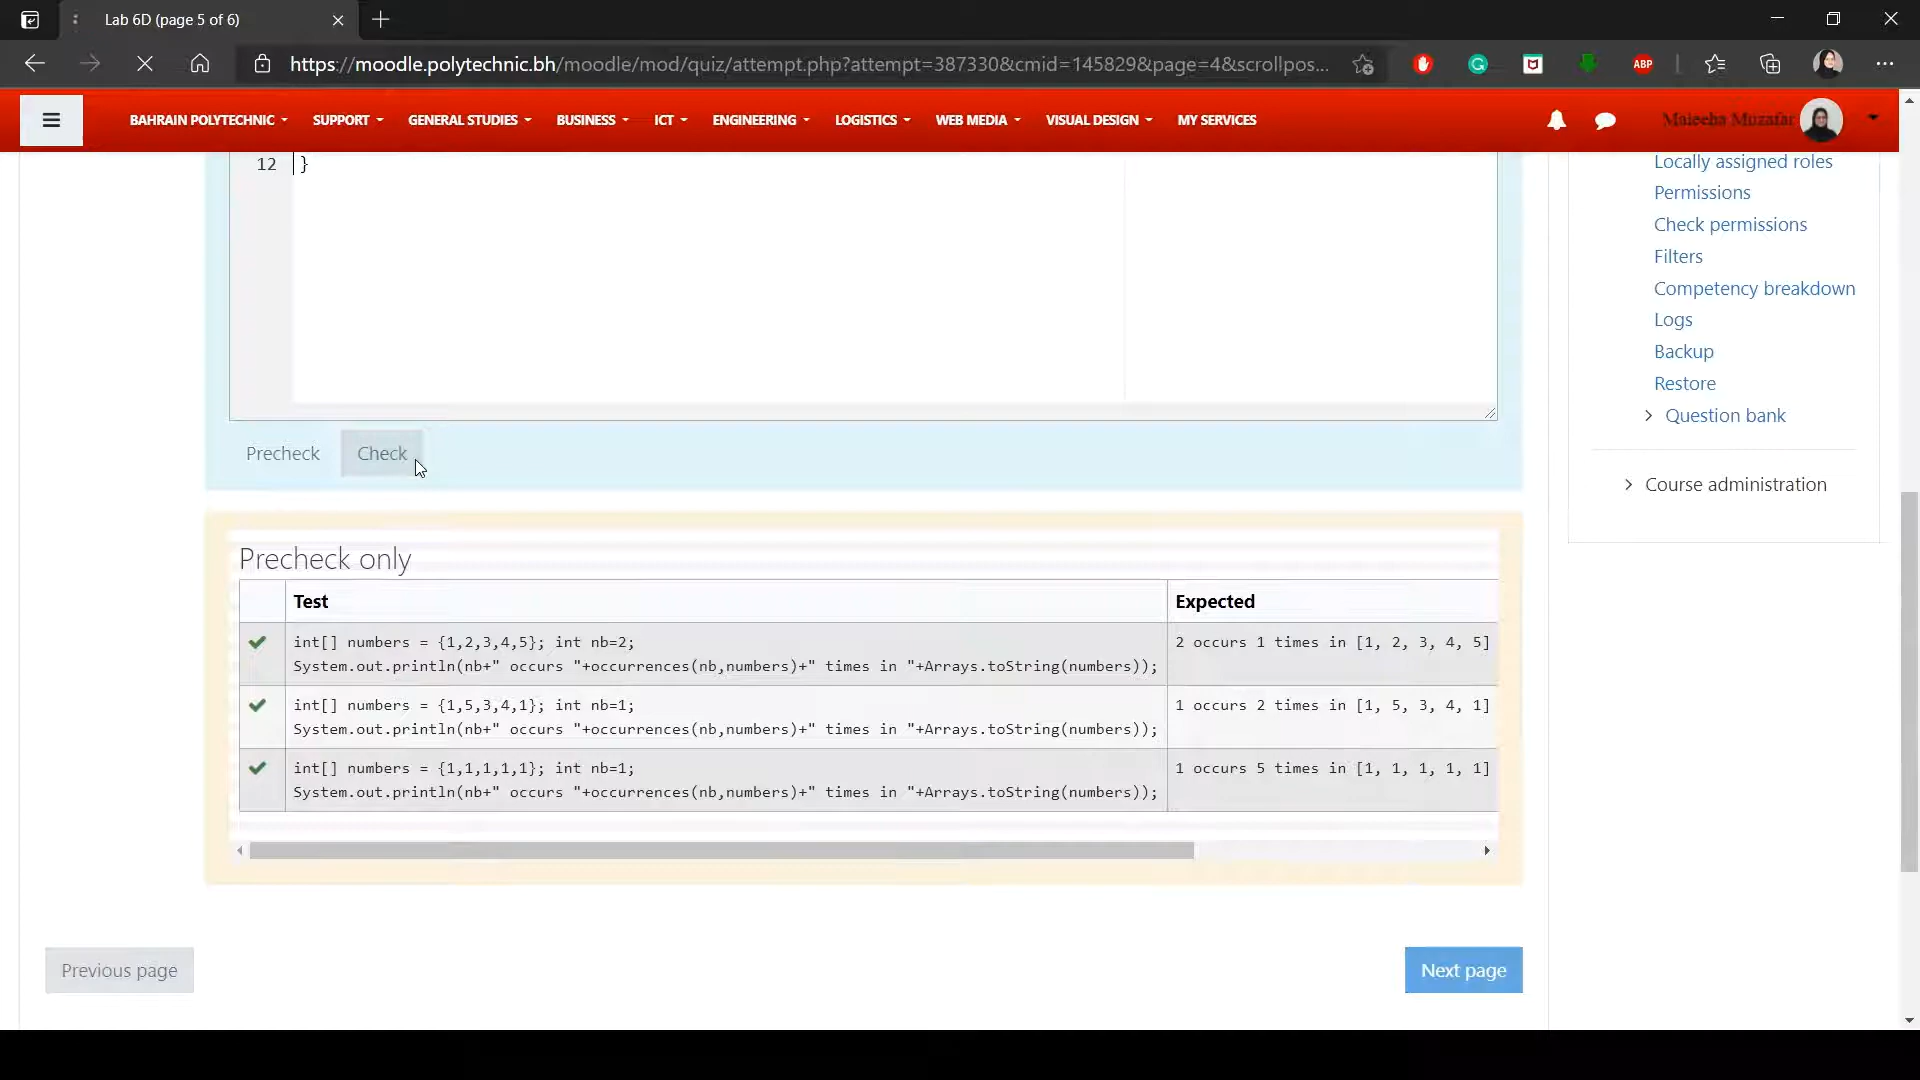 Lab 6D (page 5 of 6)
https://moodle.polytechnic.bh/moodle/mod/quiz/attempt.php?attempt=387330&cmid=145829&page=4&scrollpos...
ABP
BAHRAIN POLYTECHNIC SUPPORT GENERAL STUDIES BUSINESS ICT ENGINEERING LOGISTICS WEB MEDIA VISUAL DESIGN MY SERVICES
Maleeha Muzafar
12 }
Locally assigned roles
Permissions
Check permissions
Filters
Competency breakdown
Logs
Backup
Restore
Question bank
Course administration
Precheck Check
Precheck only
Test Expected
int[] numbers = {1,2,3,4,5}; int nb=2; 2 occurs 1 times in [1, 2, 3, 4, 5]
System.out.println(nb+" occurs "+occurrences(nb,numbers)+" times in "+Arrays.toString(numbers));
int[] numbers = {1,5,3,4,1}; int nb=1; 1 occurs 2 times in [1, 5, 3, 4, 1]
System.out.println(nb+" occurs "+occurrences(nb,numbers)+" times in "+Arrays.toString(numbers));
int[] numbers = {1,1,1,1,1}; int nb=1; 1 occurs 5 times in [1, 1, 1, 1, 1]
System.out.println(nb+" occurs "+occurrences(nb,numbers)+" times in "+Arrays.toString(numbers));
Previous page Next page